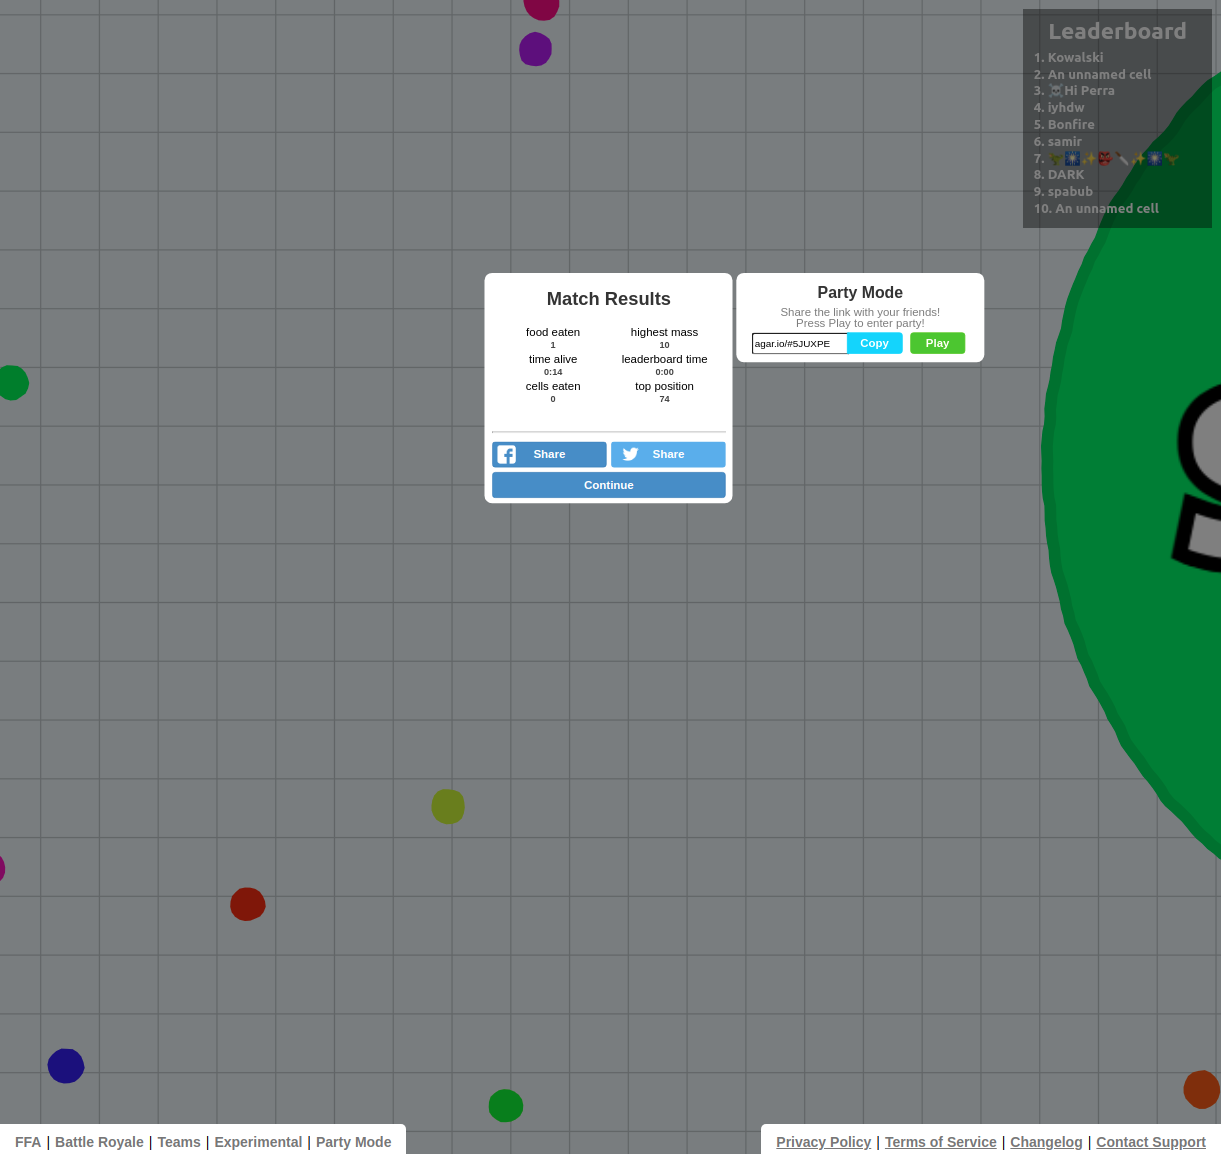 Leaderboard
1. Kowalski
2. An unnamed cell
3. ☠Hi Perra
4. iyhdw
5. Bonfire
6. samir
7. 🌿🎆✨👺🔪✨🎆🌿
8. DARK
9. spabub
10. An unnamed cell
Match Results
food eaten highest mass
1 10
time alive leaderboard time
0:14 0:00
cells eaten top position
0 74
Share Share
Continue
Party Mode
Share the link with your friends!
Press Play to enter party!
agar.io/#5JUXPE Copy Play
FFA | Battle Royale | Teams | Experimental | Party Mode
Privacy Policy | Terms of Service | Changelog | Contact Support